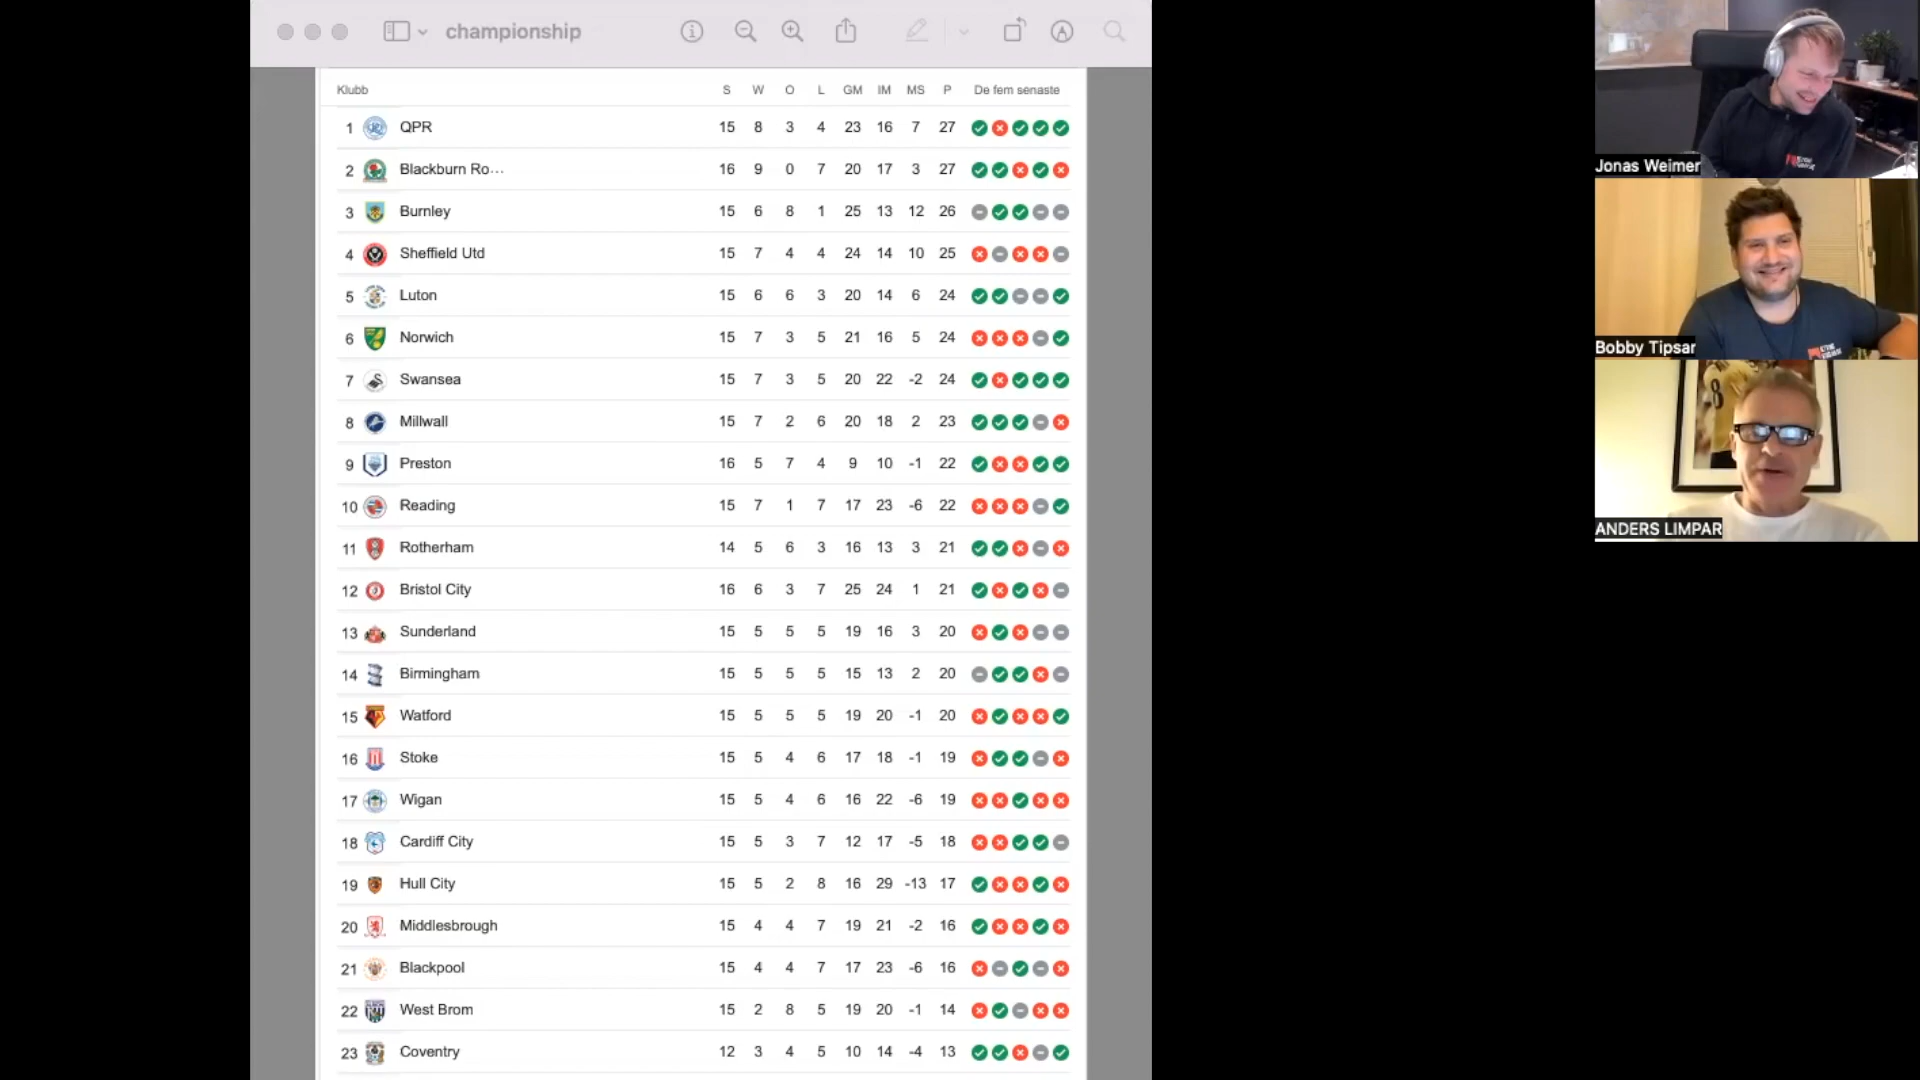 championship
Klubb S W O L GM IM MS P De fem senaste
1 QPR 15 8 3 4 23 16 7 27
2 Blackburn Ro... 16 9 0 7 20 17 3 27
3 Burnley 15 6 8 1 25 13 12 26
4 Sheffield Utd 15 7 4 4 24 14 10 25
5 Luton 15 6 6 3 20 14 6 24
6 Norwich 15 7 3 5 21 16 5 24
7 Swansea 15 7 3 5 20 22 -2 24
8 Millwall 15 7 2 6 20 18 2 23
9 Preston 16 5 7 4 9 10 -1 22
10 Reading 15 7 1 7 17 23 -6 22
11 Rotherham 14 5 6 3 16 13 3 21
12 Bristol City 16 6 3 7 25 24 1 21
13 Sunderland 15 5 5 5 19 16 3 20
14 Birmingham 15 5 5 5 15 13 2 20
15 Watford 15 5 5 5 19 20 -1 20
16 Stoke 15 5 4 6 17 18 -1 19
17 Wigan 15 5 4 6 16 22 -6 19
18 Cardiff City 15 5 3 7 12 17 -5 18
19 Hull City 15 5 2 8 16 29 -13 17
20 Middlesbrough 15 4 4 7 19 21 -2 16
21 Blackpool 15 4 4 7 17 23 -6 16
22 West Brom 15 2 8 5 19 20 -1 14
23 Coventry 12 3 4 5 10 14 -4 13
Jonas Weimer
Bobby Tipsar
8
ANDERS LIMPAR